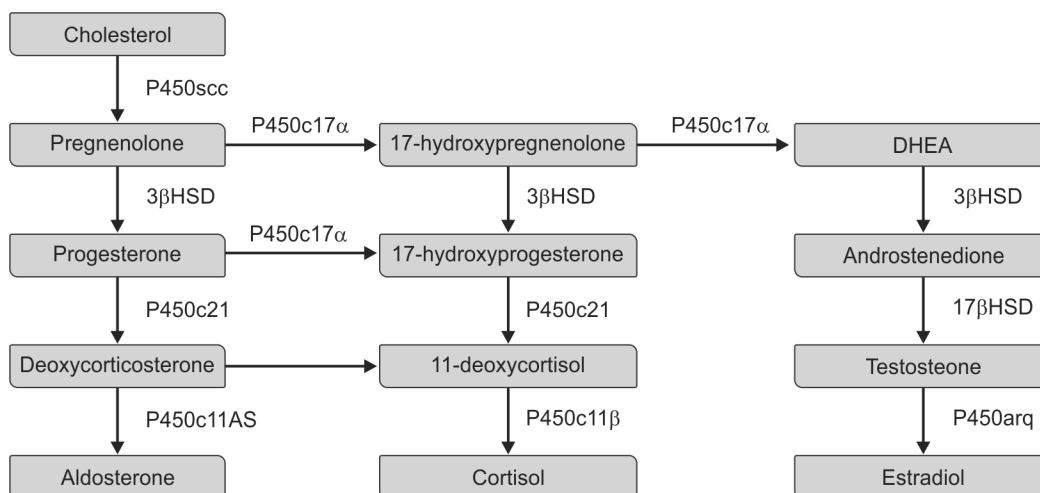 Cholesterol
P450scc
P450c17α
P450c17α
Pregnenolone
17-hydroxypregnenolone
DHEA
3βHSD
3βHSD
3βHSD
P450c17α
Progesterone
17-hydroxyprogesterone
Androstenedione
P450c21
P450c21
17βHSD
Deoxycorticosterone
11-deoxycortisol
Testosteone
P450c11AS
P450c11β
P450arq
Aldosterone
Cortisol
Estradiol